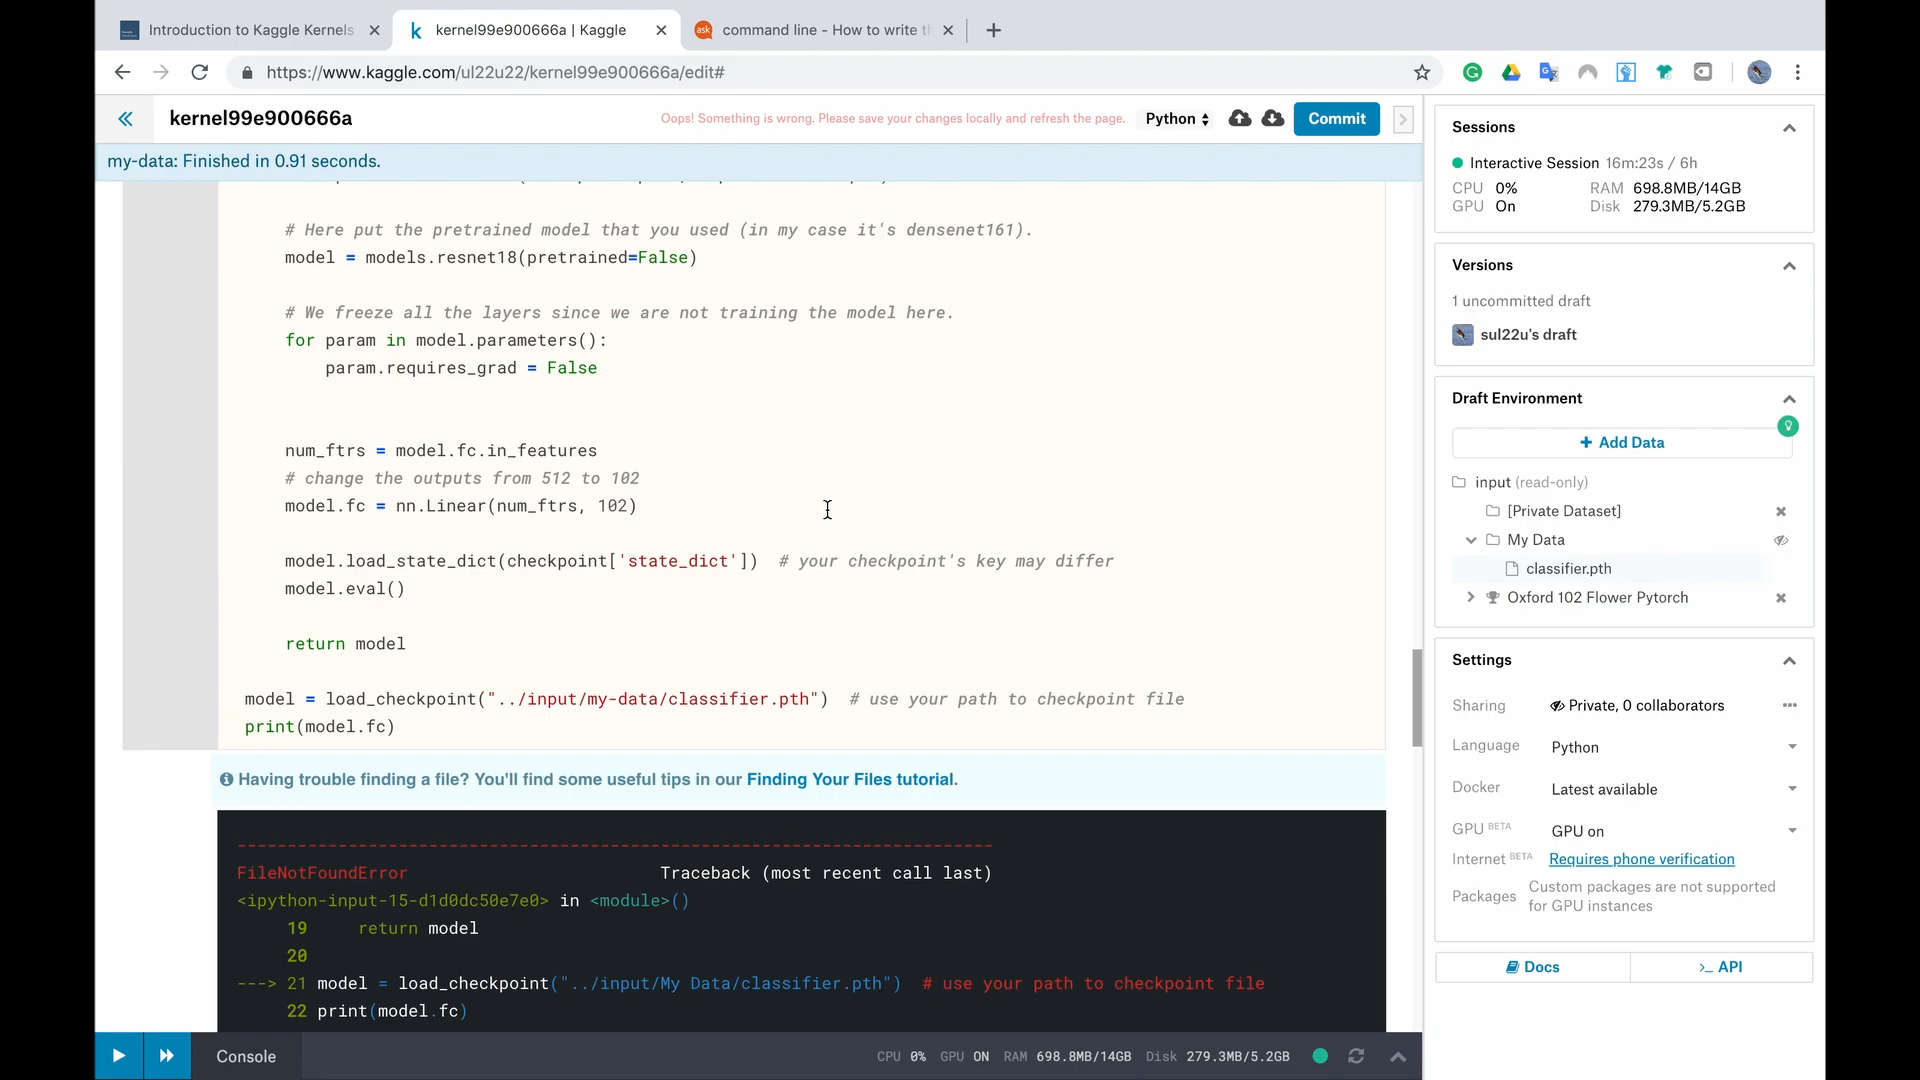 Introduction to Kaggle Kernels
kernel99e900666a | Kaggle
command line - How to write th
https://www.kaggle.com/ul22u22/kernel99e900666a/edit#
kernel99e900666a
Oops! Something is wrong. Please save your changes locally and refresh the page.
Python
Commit
my-data: Finished in 0.91 seconds.
# Here put the pretrained model that you used (in my case it's densenet161).
model = models.resnet18(pretrained=False)
# We freeze all the layers since we are not training the model here.
for param in model.parameters():
param.requires_grad = False
num_ftrs = model.fc.in_features
# change the outputs from 512 to 102
model.fc = nn.Linear(num_ftrs, 102)
model.load_state_dict(checkpoint['state_dict']) # your checkpoint's key may differ
model.eval()
return model
model = load_checkpoint("../input/my-data/classifier.pth") # use your path to checkpoint file
print(model.fc)
Having trouble finding a file? You'll find some useful tips in our Finding Your Files tutorial.
---------------------------------------------------------------------------
FileNotFoundError Traceback (most recent call last)
<ipython-input-15-d1d0dc50e7e0> in <module>()
19 return model
20
---> 21 model = load_checkpoint("../input/My Data/classifier.pth") # use your path to checkpoint file
22 print(model.fc)
Console
CPU 0% GPU ON RAM 698.8MB/14GB Disk 279.3MB/5.2GB
Sessions
Interactive Session 16m:23s / 6h
CPU 0% RAM 698.8MB/14GB
GPU On Disk 279.3MB/5.2GB
Versions
1 uncommitted draft
sul22u's draft
Draft Environment
+ Add Data
input (read-only)
[Private Dataset]
My Data
classifier.pth
Oxford 102 Flower Pytorch
Settings
Sharing Private, 0 collaborators
Language Python
Docker Latest available
GPU BETA GPU on
Internet BETA Requires phone verification
Packages Custom packages are not supported
for GPU instances
Docs
>_ API